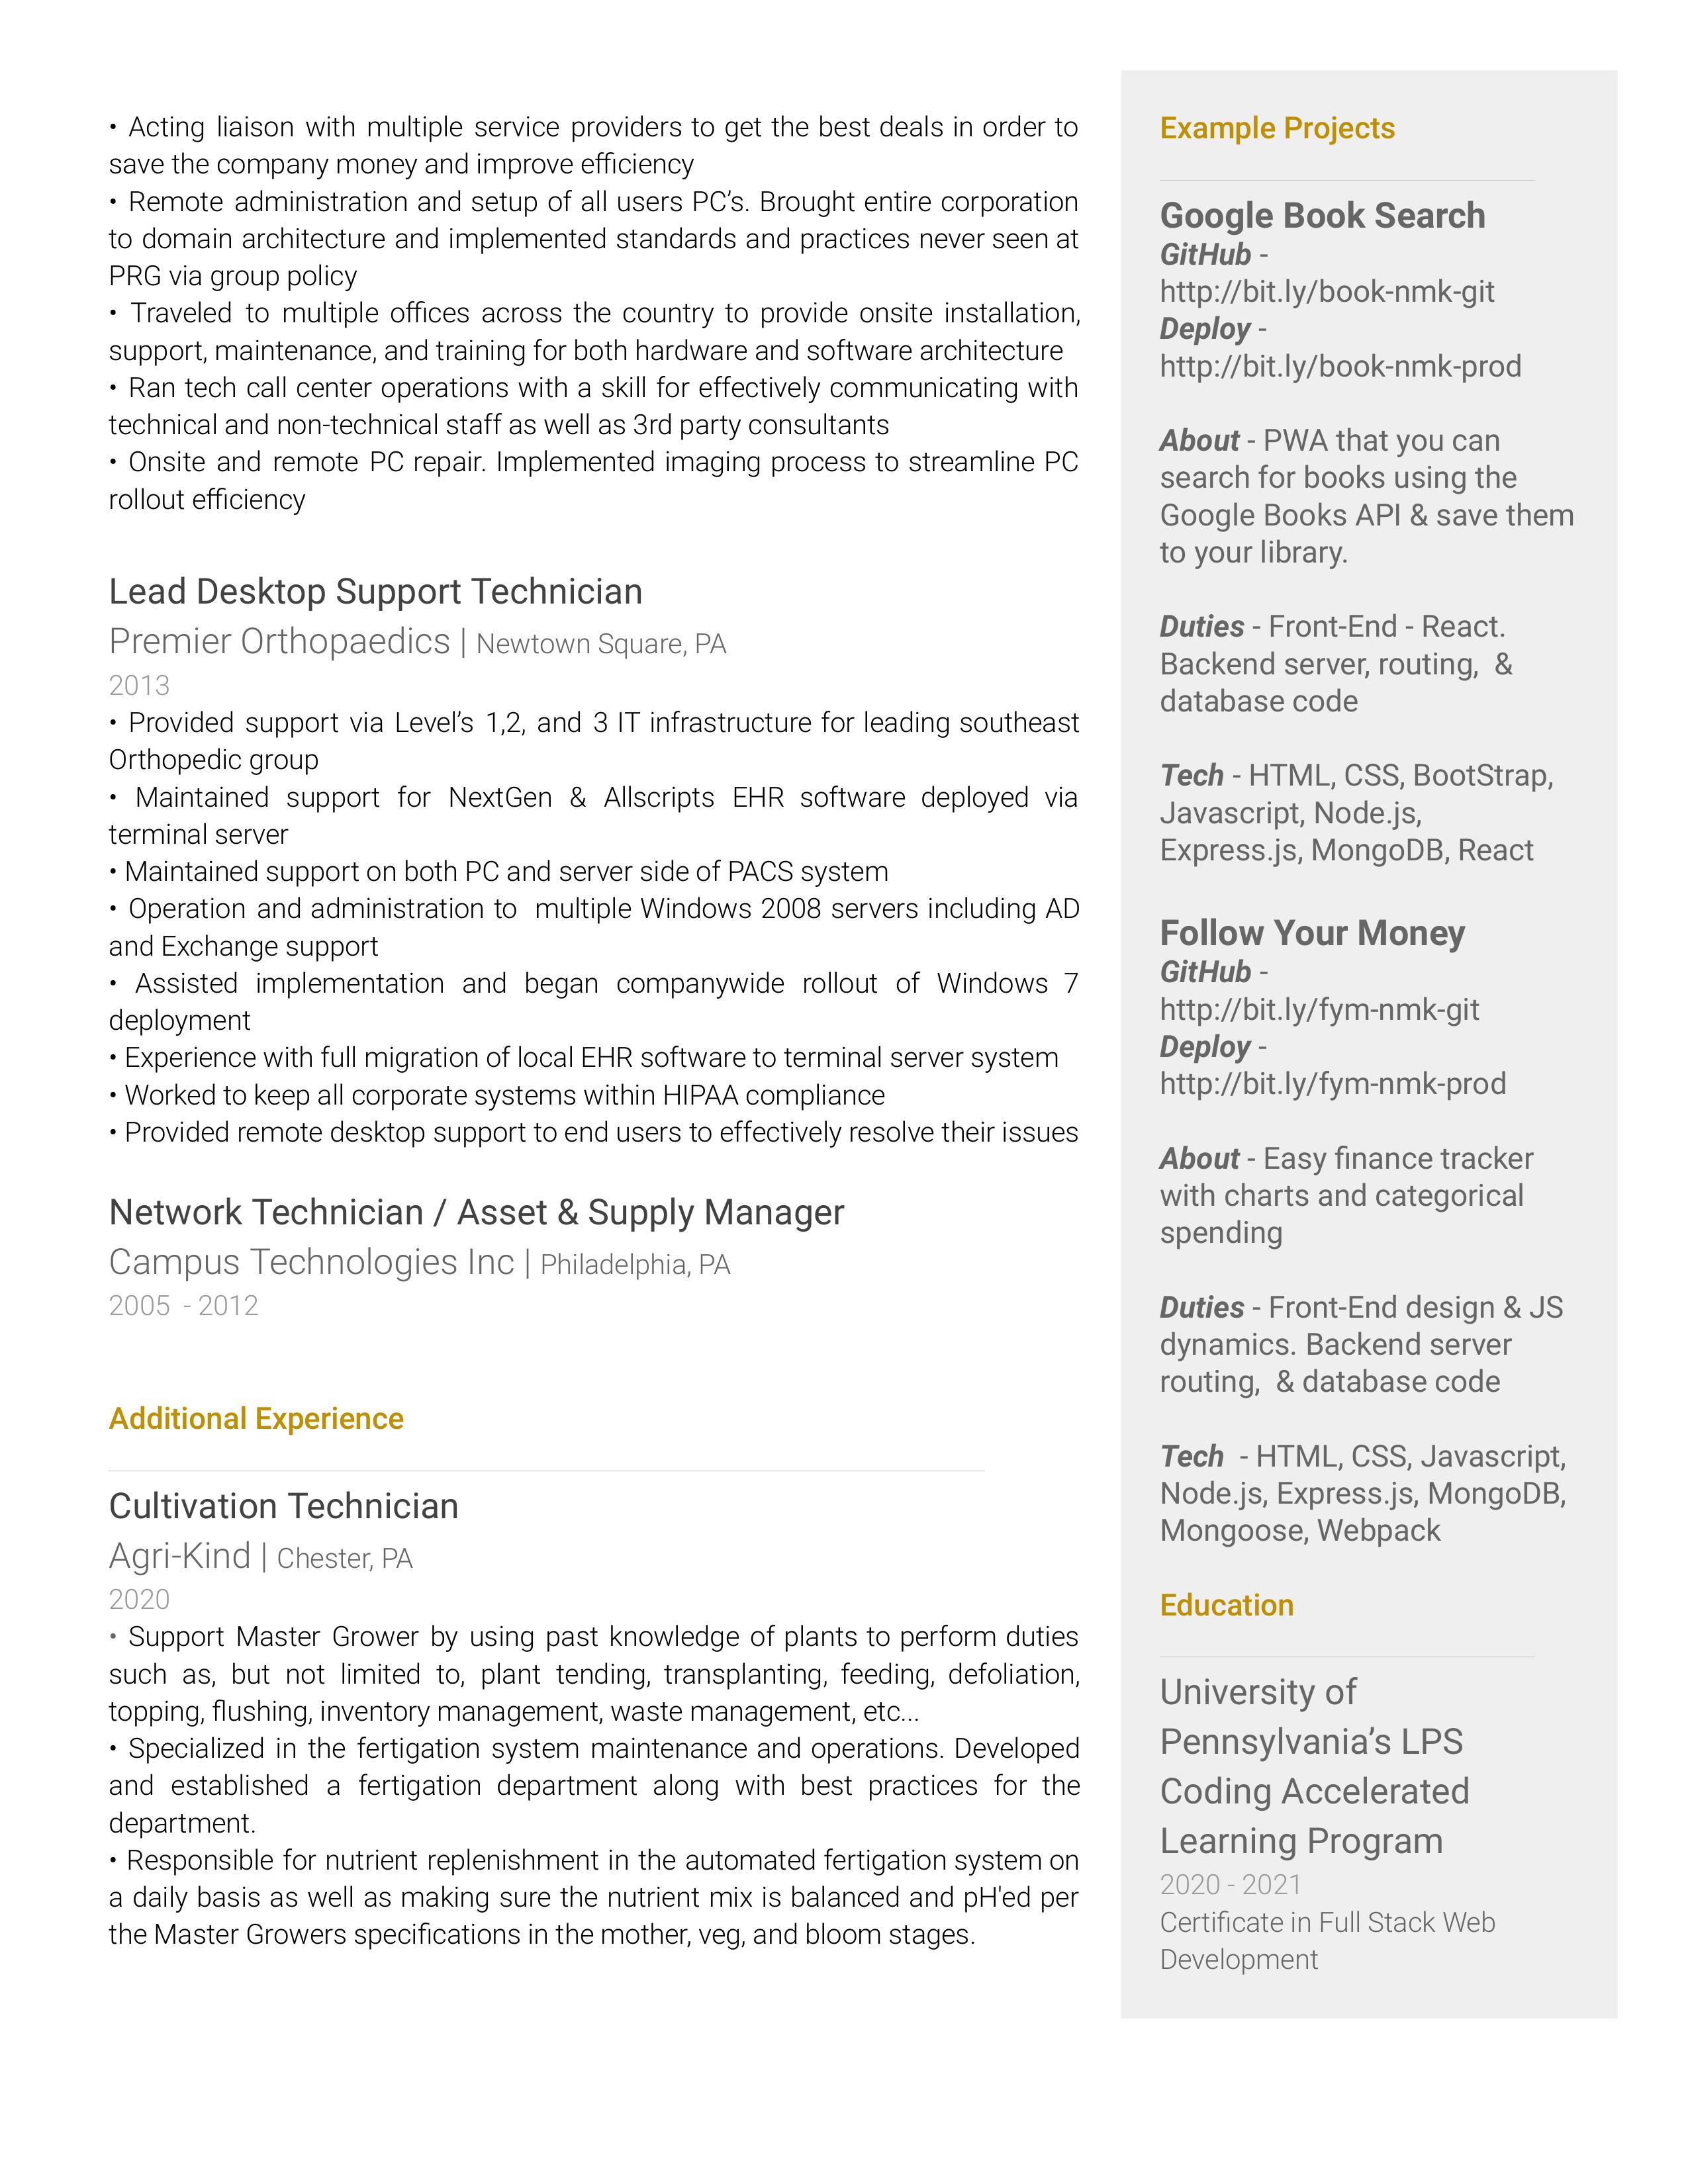 • Acting liaison with multiple service providers to get the best deals in order to
save the company money and improve efficiency
• Remote administration and setup of all users PC’s. Brought entire corporation
to domain architecture and implemented standards and practices never seen at
PRG via group policy
• Traveled to multiple offices across the country to provide onsite installation,
support, maintenance, and training for both hardware and software architecture
• Ran tech call center operations with a skill for effectively communicating with
technical and non-technical staff as well as 3rd party consultants
• Onsite and remote PC repair. Implemented imaging process to streamline PC
rollout efficiency
Lead Desktop Support Technician
Premier Orthopaedics | Newtown Square, PA
2013
• Provided support via Level’s 1,2, and 3 IT infrastructure for leading southeast
Orthopedic group
• Maintained support for NextGen & Allscripts EHR software deployed via
terminal server
• Maintained support on both PC and server side of PACS system
• Operation and administration to  multiple Windows 2008 servers including AD
and Exchange support
• Assisted implementation and began companywide rollout of Windows 7
deployment
• Experience with full migration of local EHR software to terminal server system
• Worked to keep all corporate systems within HIPAA compliance
• Provided remote desktop support to end users to effectively resolve their issues
Network Technician / Asset & Supply Manager
Campus Technologies Inc | Philadelphia, PA
2005  - 2012
Additional Experience
Cultivation Technician
Agri-Kind | Chester, PA
2020
• Support Master Grower by using past knowledge of plants to perform duties
such as, but not limited to, plant tending, transplanting, feeding, defoliation,
topping, flushing, inventory management, waste management, etc...
• Specialized in the fertigation system maintenance and operations. Developed
and established a fertigation department along with best practices for the
department.
• Responsible for nutrient replenishment in the automated fertigation system on
a daily basis as well as making sure the nutrient mix is balanced and pH'ed per
the Master Growers specifications in the mother, veg, and bloom stages.
Example Projects
Google Book Search
GitHub -
http://bit.ly/book-nmk-git
Deploy -
http://bit.ly/book-nmk-prod
About - PWA that you can
search for books using the
Google Books API & save them
to your library.
Duties - Front-End - React.
Backend server, routing,  &
database code
Tech - HTML, CSS, BootStrap,
Javascript, Node.js,
Express.js, MongoDB, React
Follow Your Money
GitHub -
http://bit.ly/fym-nmk-git
Deploy -
http://bit.ly/fym-nmk-prod
About - Easy finance tracker
with charts and categorical
spending
Duties - Front-End design & JS
dynamics. Backend server
routing,  & database code
Tech  - HTML, CSS, Javascript,
Node.js, Express.js, MongoDB,
Mongoose, Webpack
Education
University of
Pennsylvania’s LPS
Coding Accelerated
Learning Program
2020 - 2021
Certificate in Full Stack Web
Development